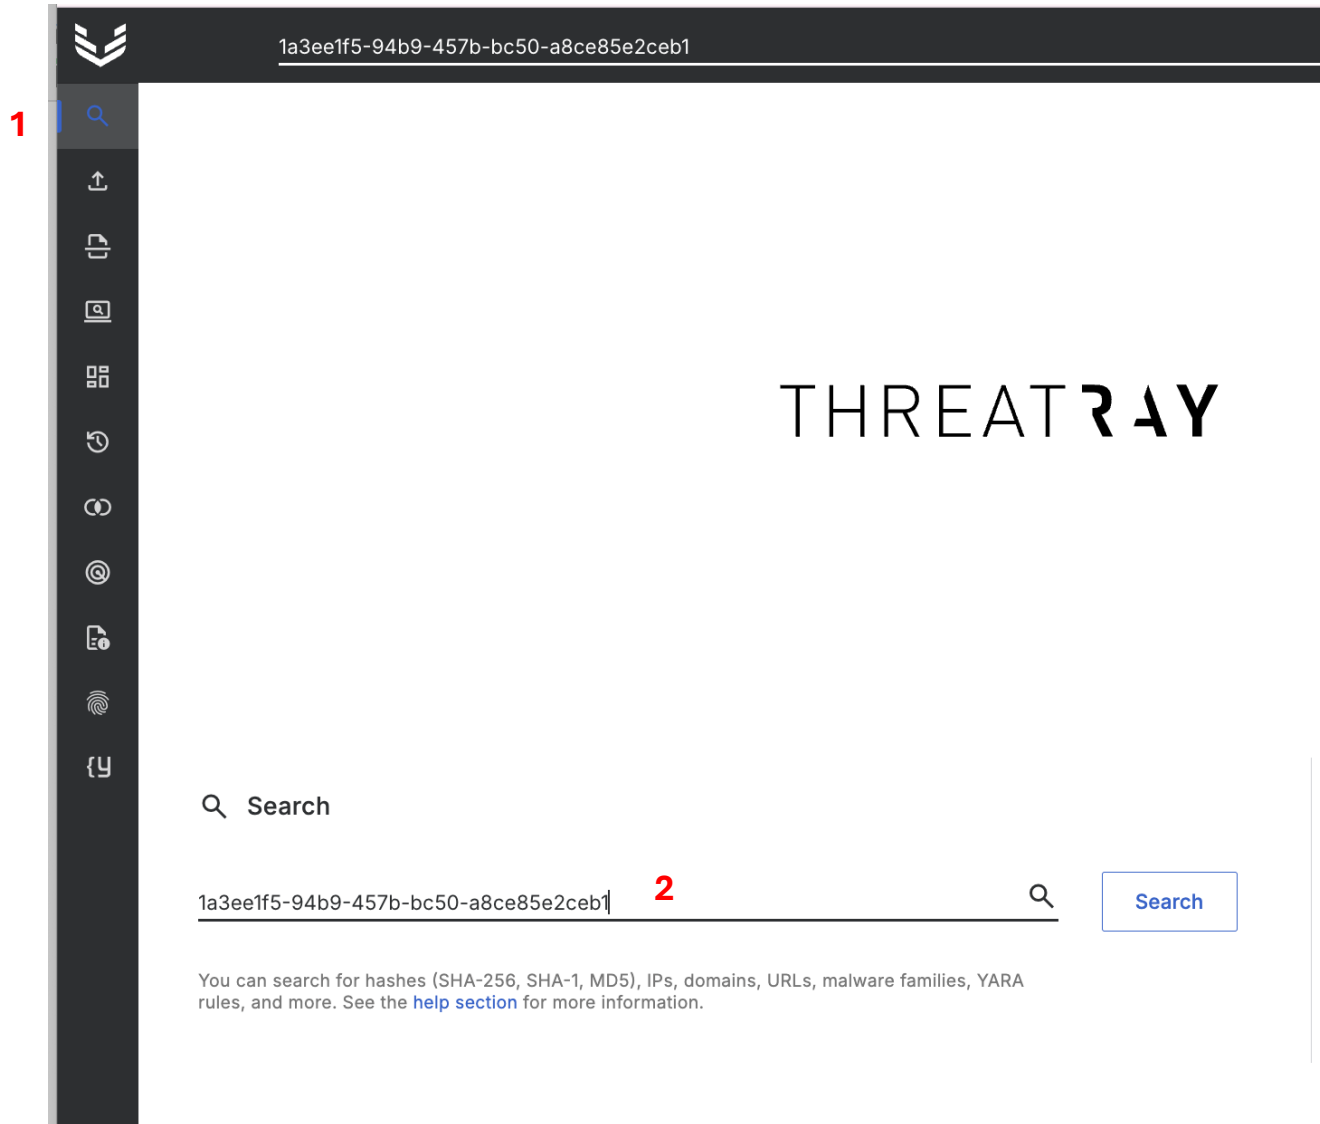 1a3ee1f5-94b9-457b-bc50-a8ce85e2ceb1
1
THREATRAY
{y
Search
1a3ee1f5-94b9-457b-bc50-a8ce85e2ceb1
2
Search
You can search for hashes (SHA-256, SHA-1, MD5), IPs, domains, URLs, malware families, YARA
rules, and more. See the help section for more information.